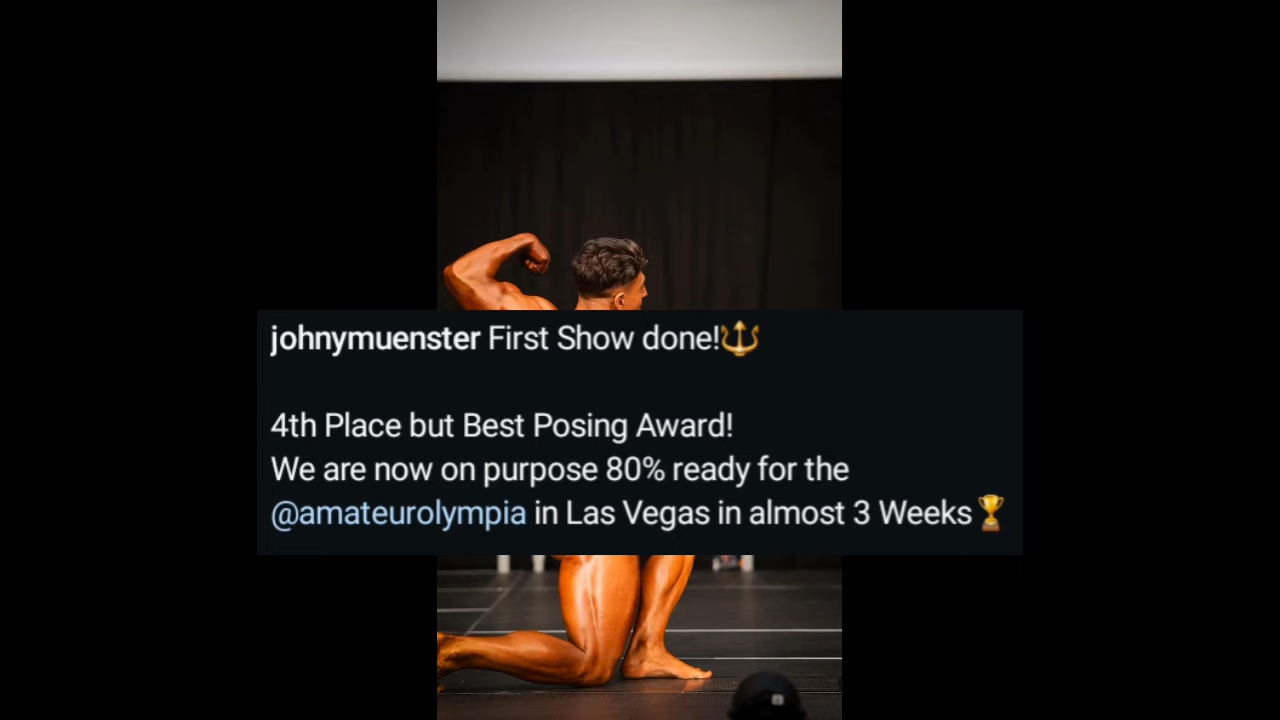 johnymuenster First Show done!🔱
4th Place but Best Posing Award!
We are now on purpose 80% ready for the
@amateurolympia in Las Vegas in almost 3 Weeks🏆